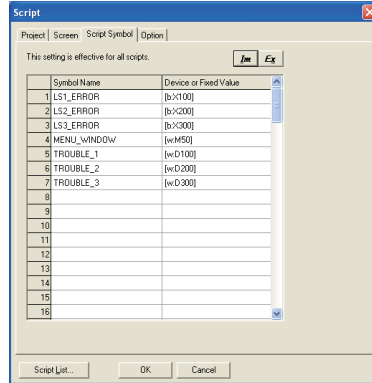 Script
Project Screen Script Symbol Option
This setting is effective for all scripts. Im Ex
Symbol Name Device or Fixed Value
1 LS1_ERROR [b:X100]
2 LS2_ERROR [b:X200]
3 LS3_ERROR [b:X300]
4 MENU_WINDOW [w:M50]
5 TROUBLE_1 [w:D100]
6 TROUBLE_2 [w:D200]
7 TROUBLE_3 [w:D300]
8
9
10
11
12
13
14
15
16
Script List... OK Cancel